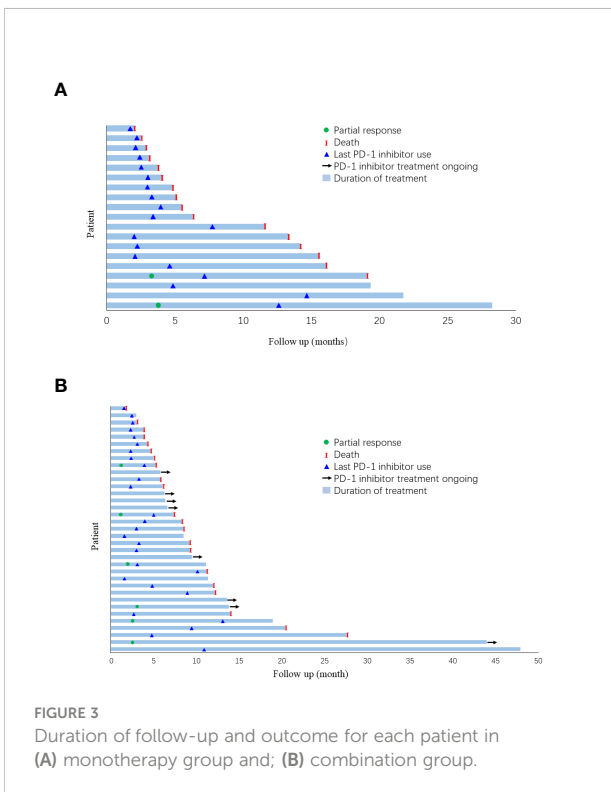 A
Partial response
Death
Last PD-1 inhibitor use
PD-1 inhibitor treatment ongoing
Duration of treatment
Patient
0 5 10 15 20 25 30
Follow up (months)
B
Partial response
Death
Last PD-1 inhibitor use
PD-1 inhibitor treatment ongoing
Duration of treatment
Patient
0 5 10 15 20 25 30 35 40 45 50
Follow up (month)
FIGURE 3
Duration of follow-up and outcome for each patient in
(A) monotherapy group and; (B) combination group.